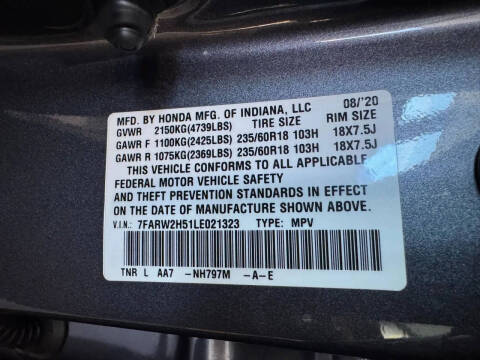 MFD. BY HONDA MFG. OF INDIANA, LLC 08/'20
GVWR 2150KG(4739LBS) TIRE SIZE RIM SIZE
GAWR F 1100KG(2425LBS) 235/60R18 103H 18X7.5J
GAWR R 1075KG(2369LBS) 235/60R18 103H 18X7.5J
THIS VEHICLE CONFORMS TO ALL APPLICABLE
FEDERAL MOTOR VEHICLE SAFETY
AND THEFT PREVENTION STANDARDS IN EFFECT
ON THE DATE OF MANUFACTURE SHOWN ABOVE.
V.I.N.: 7FARW2H51LE021323 TYPE: MPV
TNR L AA7 -NH797M -A-E